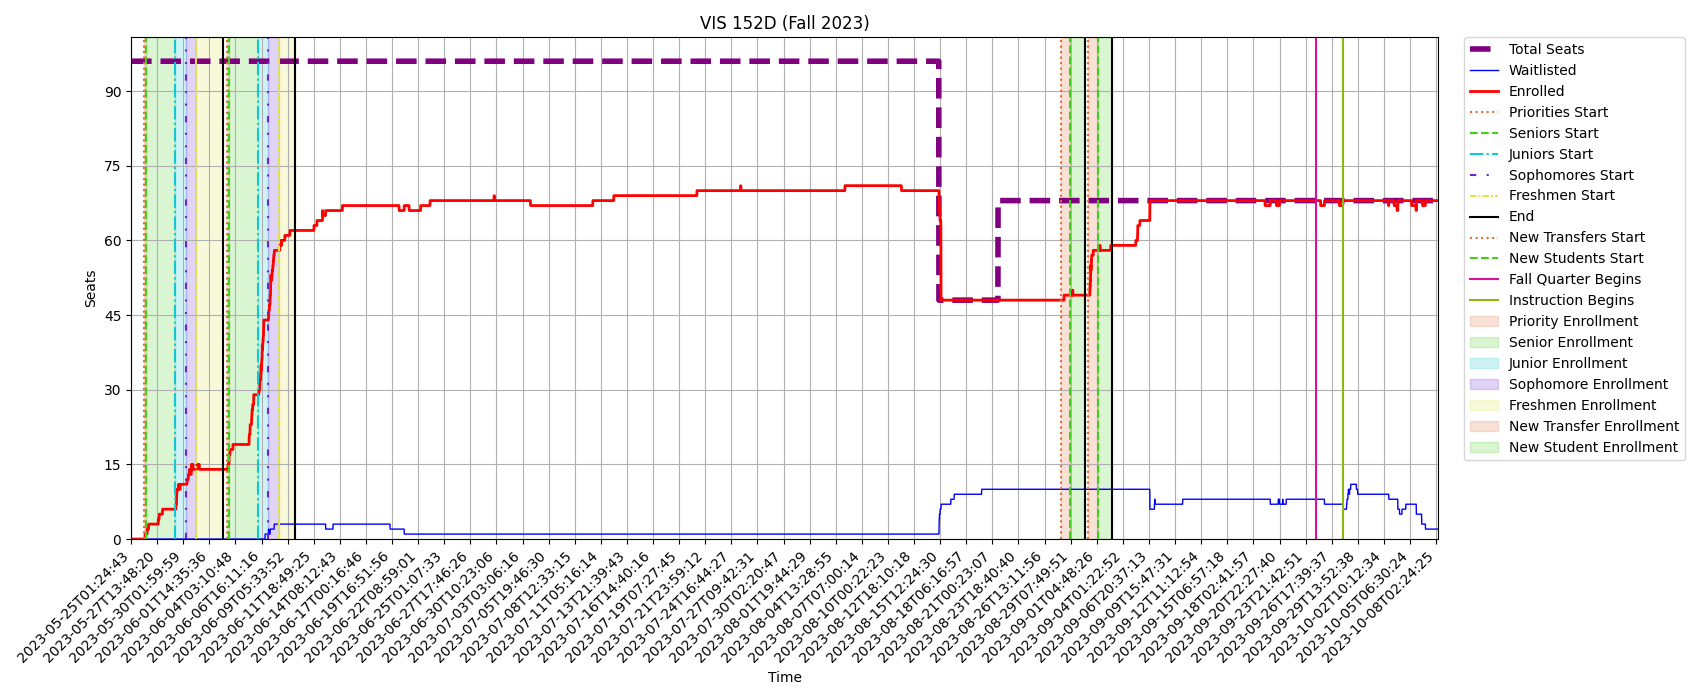 VIS 152D (Fall 2023)
Seats
90
75
60
45
30
15
0
2023-05-25T01:24:43
2023-05-27T13:48:20
2023-05-30T01:59:59
2023-06-01T14:35:36
2023-06-04T03:10:48
2023-06-06T16:11:16
2023-06-09T05:33:52
2023-06-11T18:49:25
2023-06-14T08:12:43
2023-06-17T00:16:46
2023-06-19T16:51:56
2023-06-22T08:59:01
2023-06-25T01:07:33
2023-06-27T17:46:26
2023-06-30T10:23:06
2023-07-03T03:06:16
2023-07-05T19:46:30
2023-07-08T12:33:15
2023-07-11T05:16:14
2023-07-13T21:39:43
2023-07-16T14:40:16
2023-07-19T07:27:45
2023-07-21T23:59:12
2023-07-24T16:44:27
2023-07-27T09:42:31
2023-07-30T02:20:47
2023-08-01T19:44:29
2023-08-04T13:28:55
2023-08-07T07:00:14
2023-08-10T00:22:23
2023-08-12T18:10:18
2023-08-15T12:24:30
2023-08-18T06:16:57
2023-08-21T00:23:07
2023-08-23T18:40:40
2023-08-26T13:11:56
2023-08-29T07:49:51
2023-09-01T04:48:26
2023-09-04T01:22:52
2023-09-06T20:37:13
2023-09-09T15:47:31
2023-09-12T11:12:54
2023-09-15T06:57:18
2023-09-18T02:41:57
2023-09-20T22:27:40
2023-09-23T21:42:51
2023-09-26T17:39:37
2023-09-29T13:52:38
2023-10-02T10:12:34
2023-10-05T06:30:24
2023-10-08T02:24:25
Time
Total Seats
Waitlisted
Enrolled
Priorities Start
Seniors Start
Juniors Start
Sophomores Start
Freshmen Start
End
New Transfers Start
New Students Start
Fall Quarter Begins
Instruction Begins
Priority Enrollment
Senior Enrollment
Junior Enrollment
Sophomore Enrollment
Freshmen Enrollment
New Transfer Enrollment
New Student Enrollment